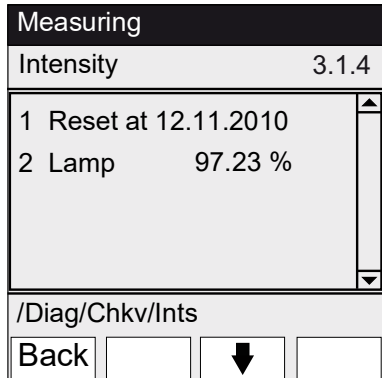 Measuring
Intensity 3.1.4
1 Reset at 12.11.2010
2 Lamp 97.23 %
/Diag/Chkv/Ints
Back